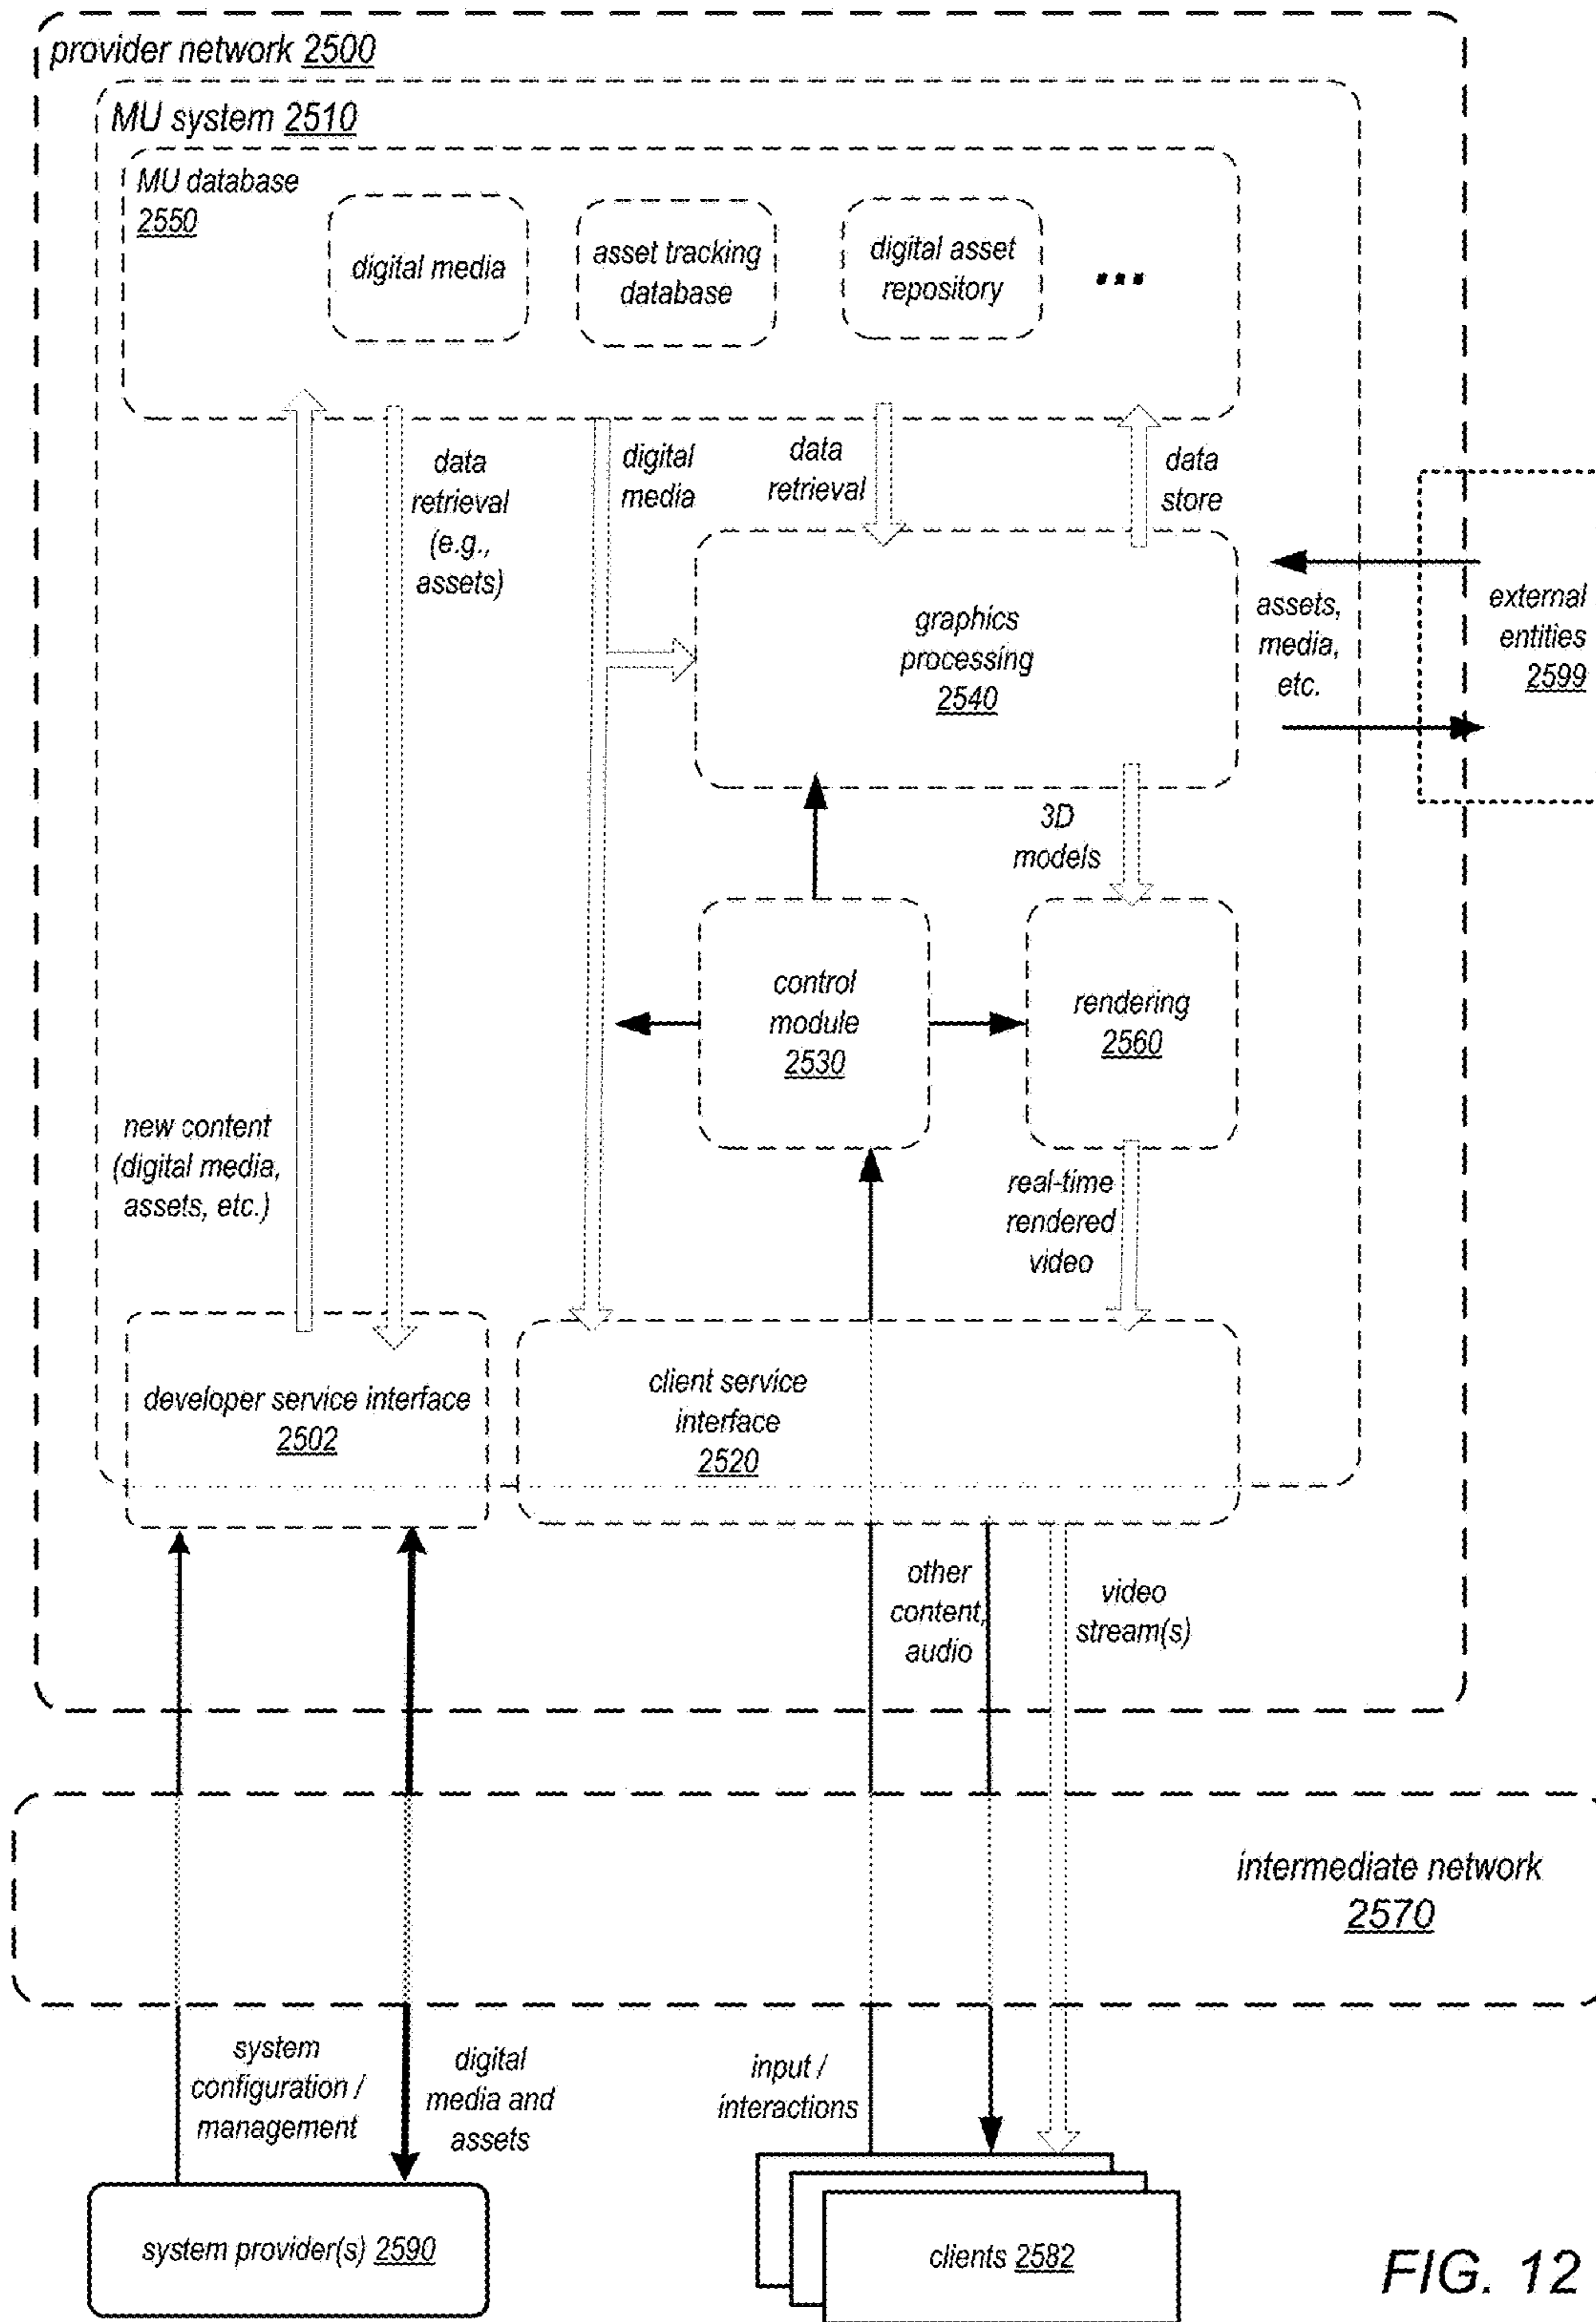 provider network 2500
MU system 2510
MU database
2550
digital media
asset tracking
database
digital asset
repository
...
data
retrieval
(e.g.,
assets)
digital
media
data
retrieval
data
store
graphics
processing
2540
assets,
media,
etc.
external
entities
2599
3D
models
control
module
2530
rendering
2560
new content
(digital media,
assets, etc.)
real-time
rendered
video
developer service interface
2502
client service
interface
2520
other
content,
audio
video
stream(s)
intermediate network
2570
system
configuration /
management
digital
media and
assets
input /
interactions
system provider(s) 2590
clients 2582
FIG. 12